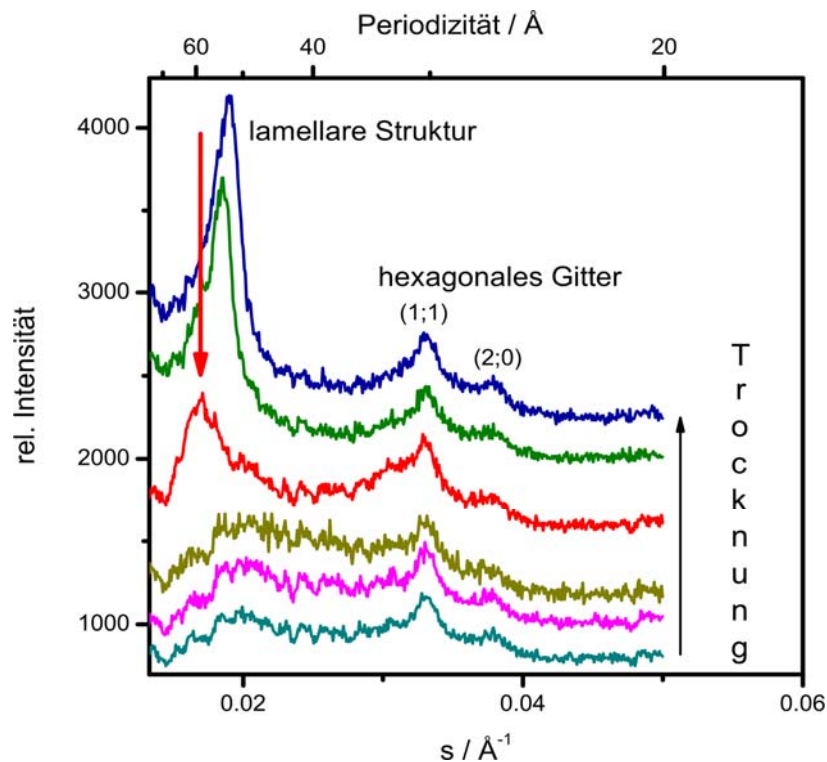 Periodizität / Å
60 40 20
4000
lamellare Struktur
3000
hexagonales Gitter
(1;1)
(2;0)
2000
1000
rel. Intensität
Trocknung
0.02 0.04 0.06
s / Å⁻¹